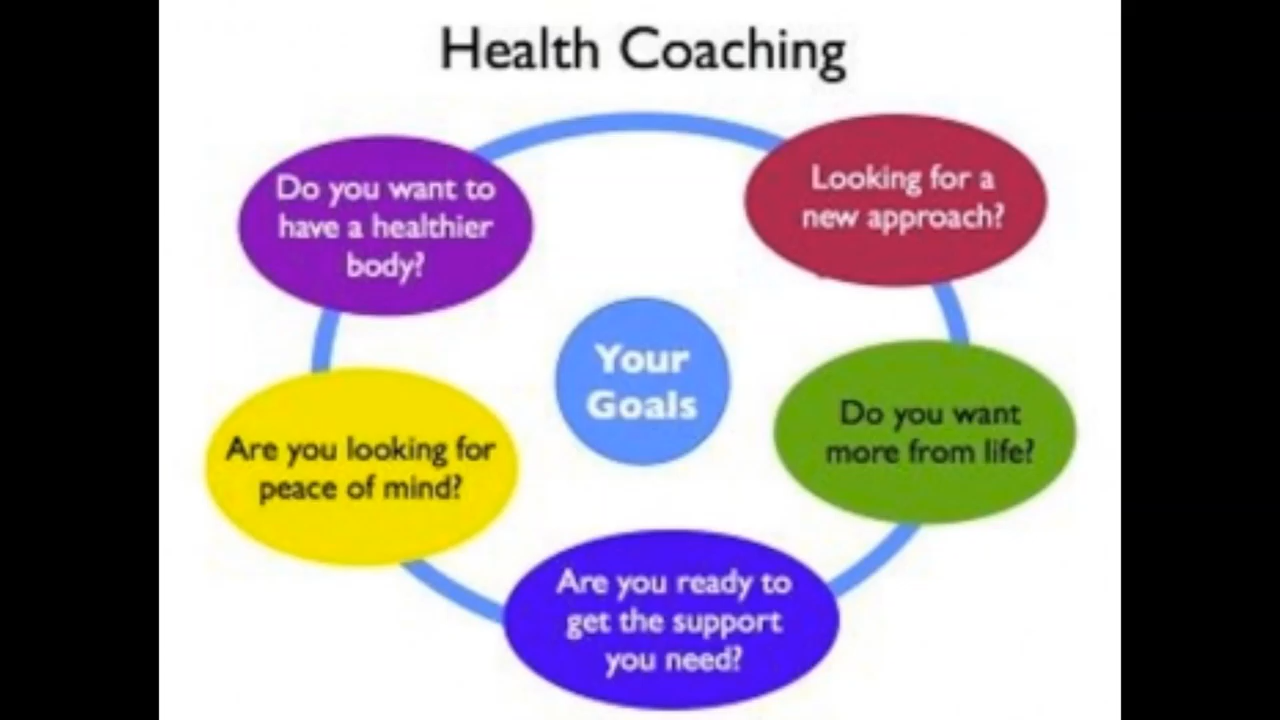 Health Coaching
Do you want to
have a healthier
body?
Looking for a
new approach?
Your
Goals
Do you want
more from life?
Are you looking for
peace of mind?
Are you ready to
get the support
you need?